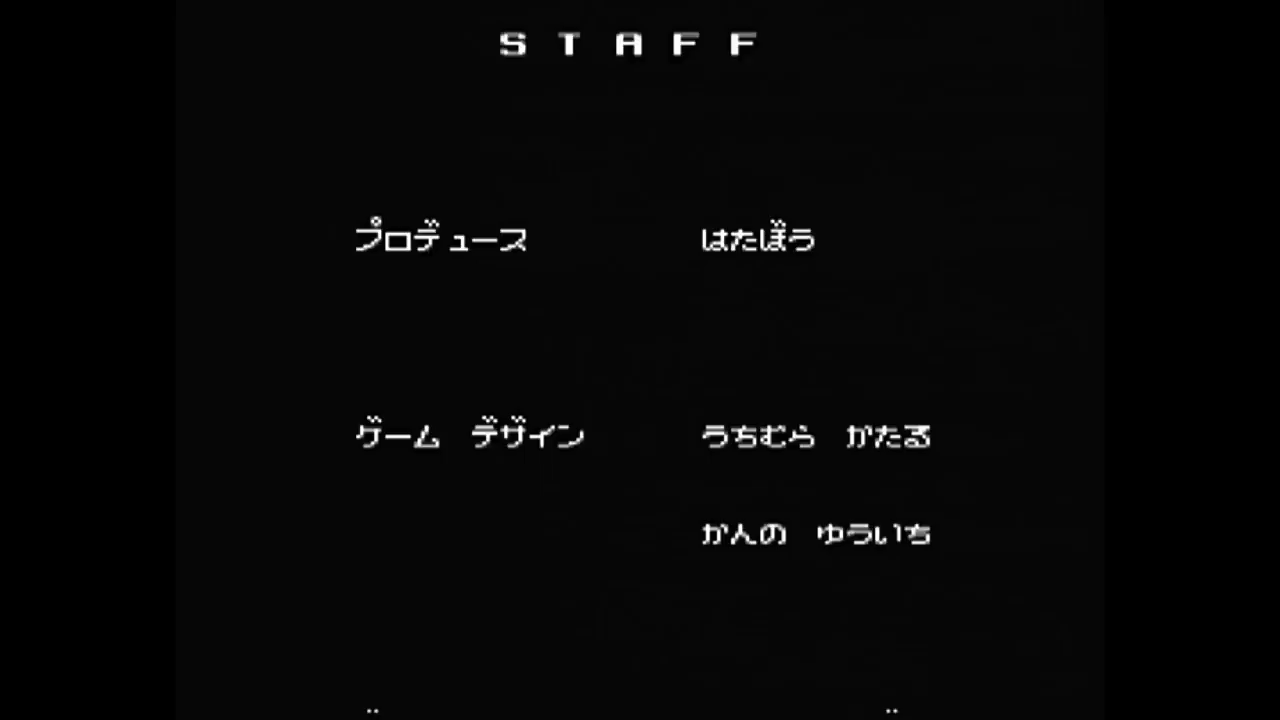 STAFF
プロデュース はたぼう
ゲーム デザイン うちむら かたる
かんの ゆういち